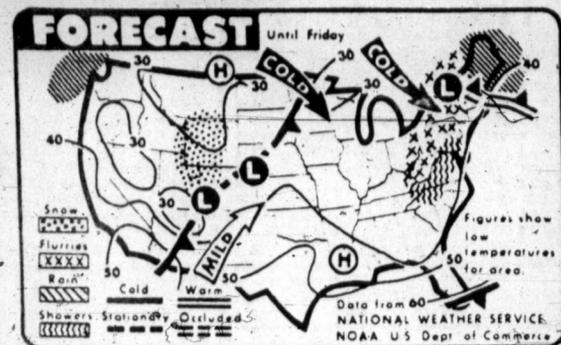 FORECAST Until Friday
30
30
H
COLD
30
COLD
30
40
L
40
30
30
30
L
L
MILD
50
50
H
50
60
Snow
Flurries
XXXX
Rain
Showers
Cold
Warm
Stationary
Occluded
Figures show
low
temperatures
for area.
Data from
NATIONAL WEATHER SERVICE
NOAA U S Dept of Commerce